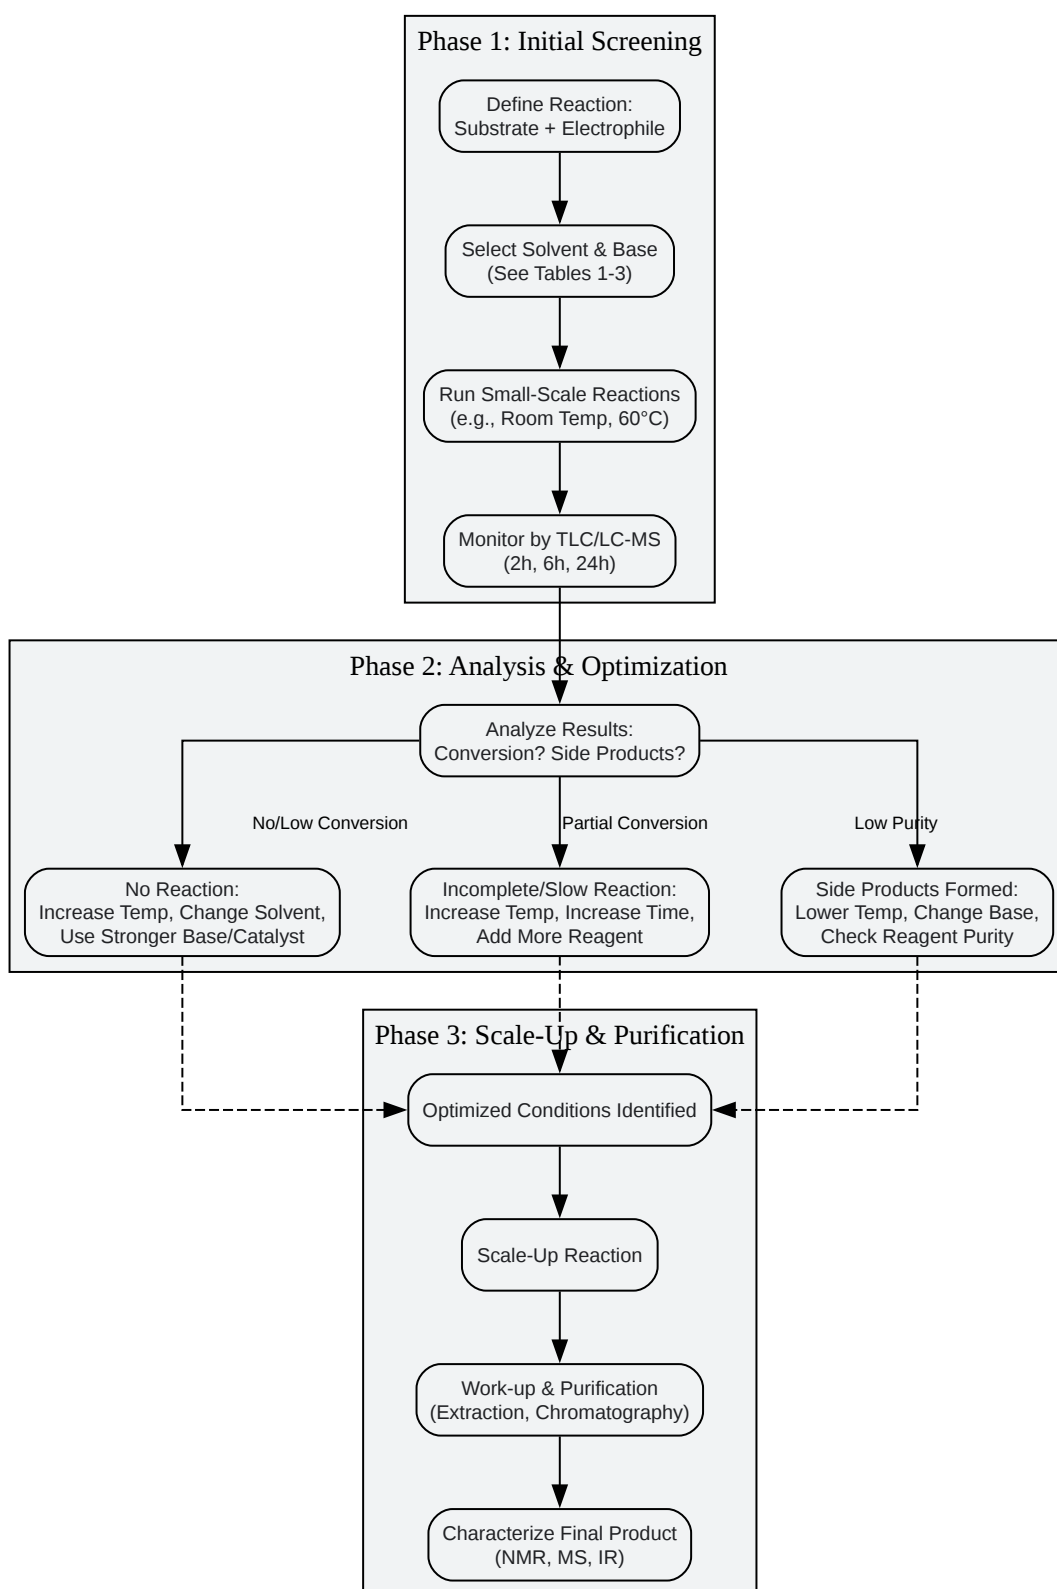 Phase 1: Initial Screening
Define Reaction:
Substrate + Electrophile
Select Solvent & Base
(See Tables 1-3)
Run Small-Scale Reactions
(e.g., Room Temp, 60°C)
Monitor by TLC/LC-MS
(2h, 6h, 24h)
Phase 2: Analysis & Optimization
Analyze Results:
Conversion? Side Products?
No/Low Conversion
Partial Conversion
Low Purity
No Reaction:
Increase Temp, Change Solvent,
Use Stronger Base/Catalyst
Incomplete/Slow Reaction:
Increase Temp, Increase Time,
Add More Reagent
Side Products Formed:
Lower Temp, Change Base,
Check Reagent Purity
Phase 3: Scale-Up & Purification
Optimized Conditions Identified
Scale-Up Reaction
Work-up & Purification
(Extraction, Chromatography)
Characterize Final Product
(NMR, MS, IR)